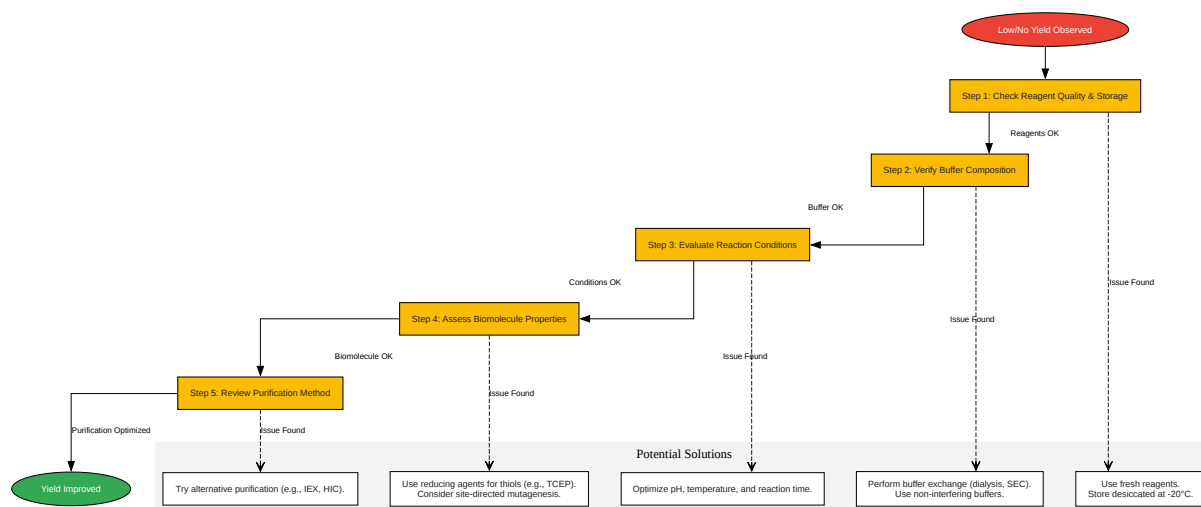 Low/No Yield Observed
Step 1: Check Reagent Quality & Storage
Reagents OK
Step 2: Verify Buffer Composition
Buffer OK
Step 3: Evaluate Reaction Conditions
Issue Found
Conditions OK
Step 4: Assess Biomolecule Properties
Issue Found
Biomolecule OK
Issue Found
Step 5: Review Purification Method
Issue Found
Purification Optimized
Issue Found
Potential Solutions
Yield Improved
Try alternative purification (e.g., IEX, HIC).
Use reducing agents for thiols (e.g., TCEP).
Consider site-directed mutagenesis.
Optimize pH, temperature, and reaction time.
Perform buffer exchange (dialysis, SEC).
Use non-interfering buffers.
Use fresh reagents.
Store desiccated at -20°C.